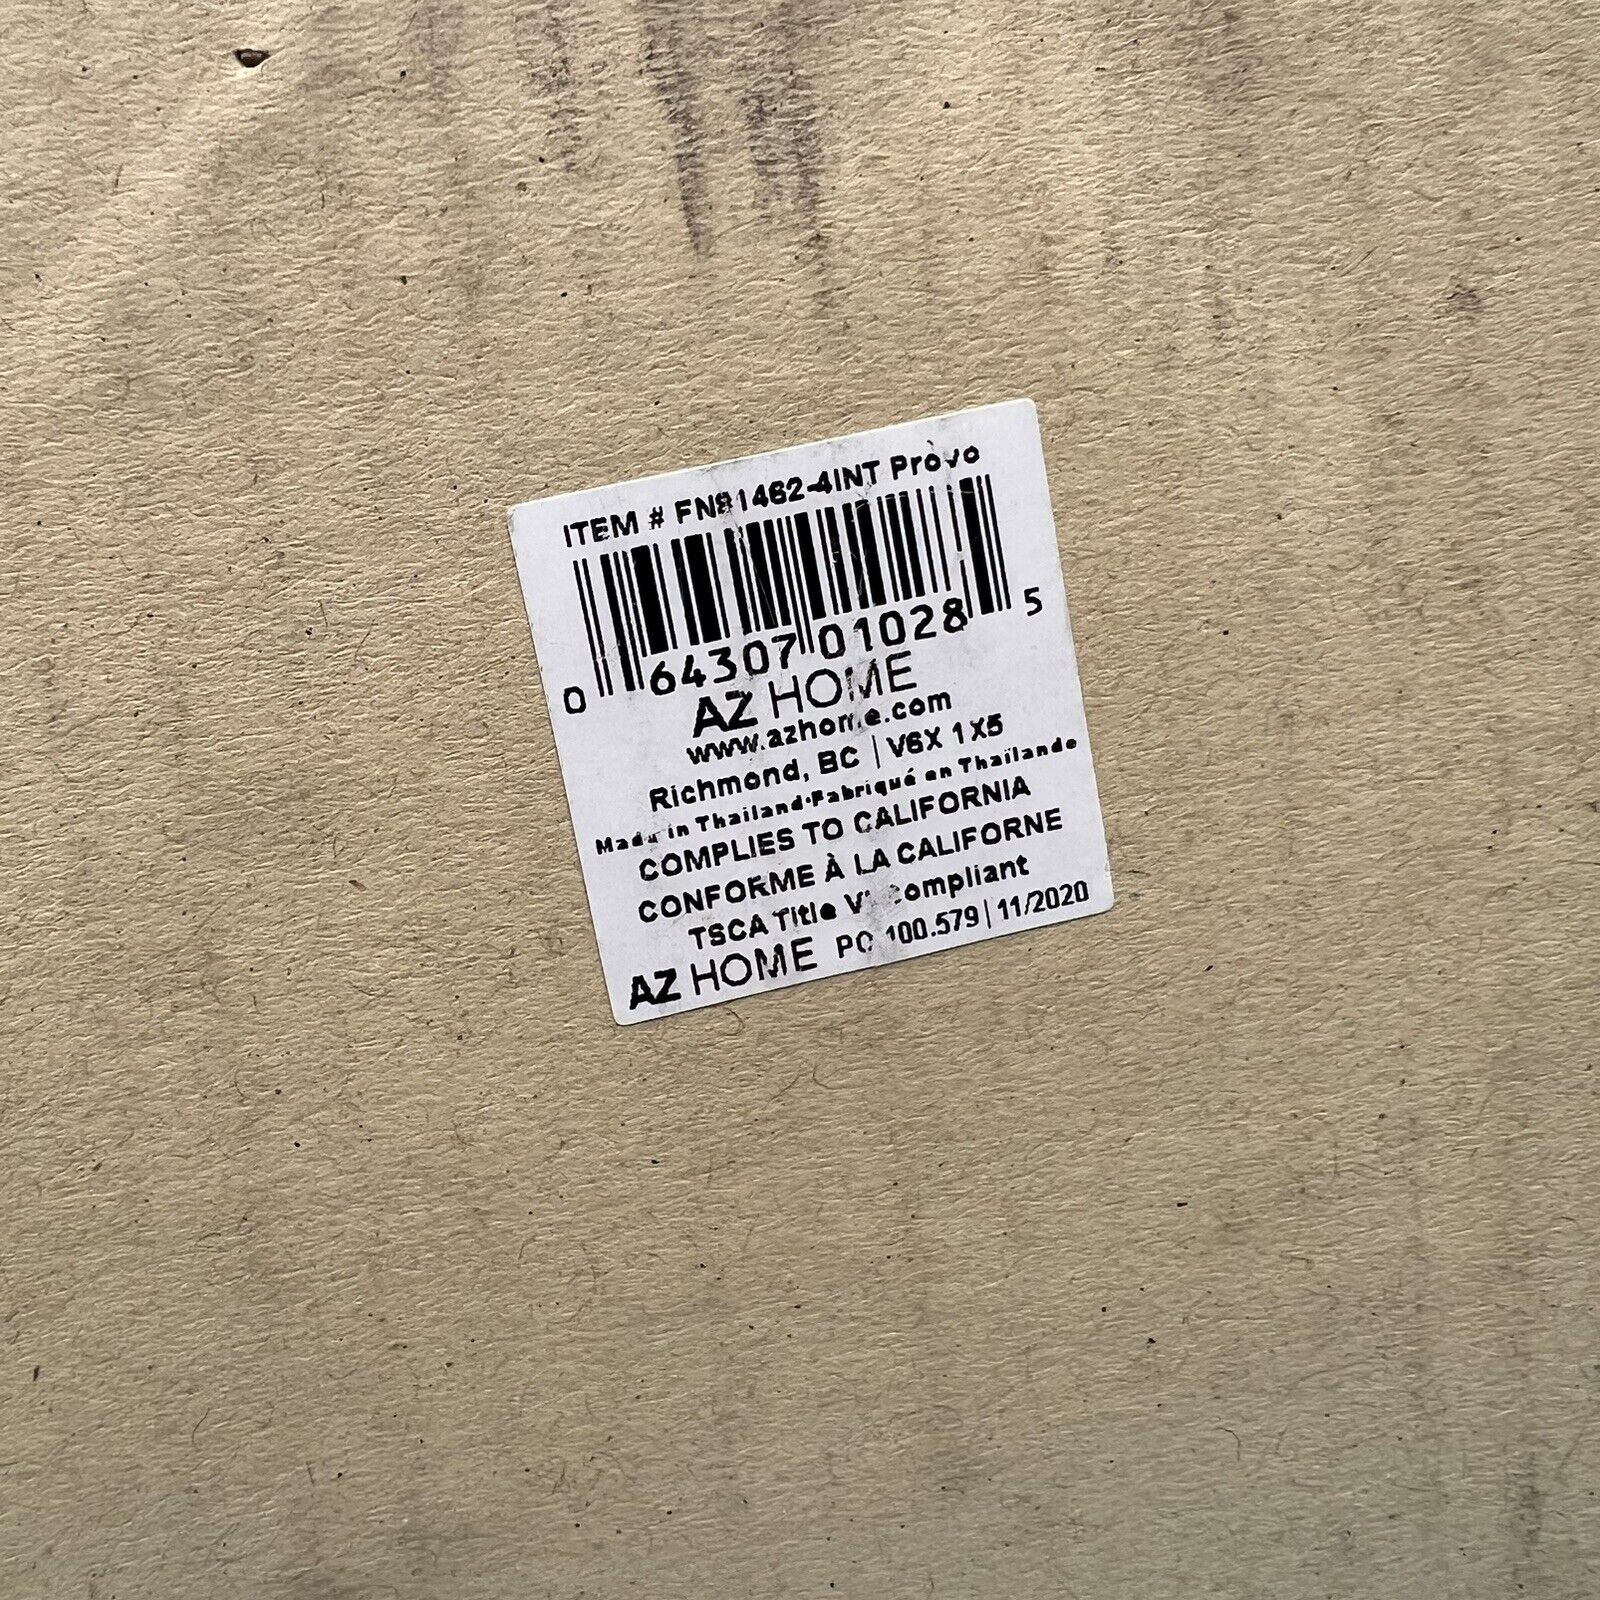 ITEM # FN81462-4INT Pròvo
0 64307 01028 5
AZ HOME
www.azhome.com
Richmond, BC | V6X 1X5
Made in Thailand·Fabriqué en Thaïlande
COMPLIES TO CALIFORNIA
CONFORME À LA CALIFORNE
TSCA Title VI Compliant
AZ HOME PO 100.579 | 11/2020